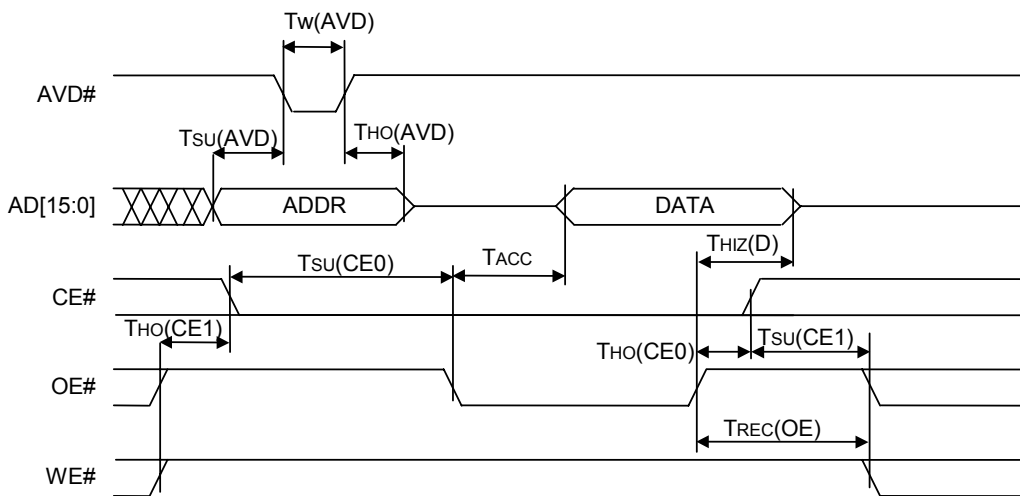 Tw(AVD)
AVD#
TSU(AVD)
THO(AVD)
AD[15:0]
ADDR
DATA
THIZ(D)
TSU(CE0)
TACC
CE#
THO(CE1)
THO(CE0)
TSU(CE1)
OE#
TREC(OE)
WE#